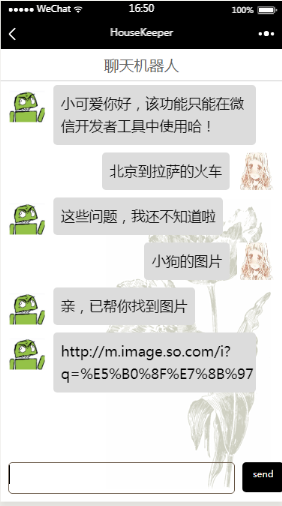 WeChat 16:50 100%
HouseKeeper
聊天机器人
小可爱你好，该功能只能在微
信开发者工具中使用哈！
北京到拉萨的火车
这些问题，我还不知道啦
小狗的图片
亲，已帮你找到图片
http://m.image.so.com/i?
q=%E5%B0%8F%E7%8B%97
send